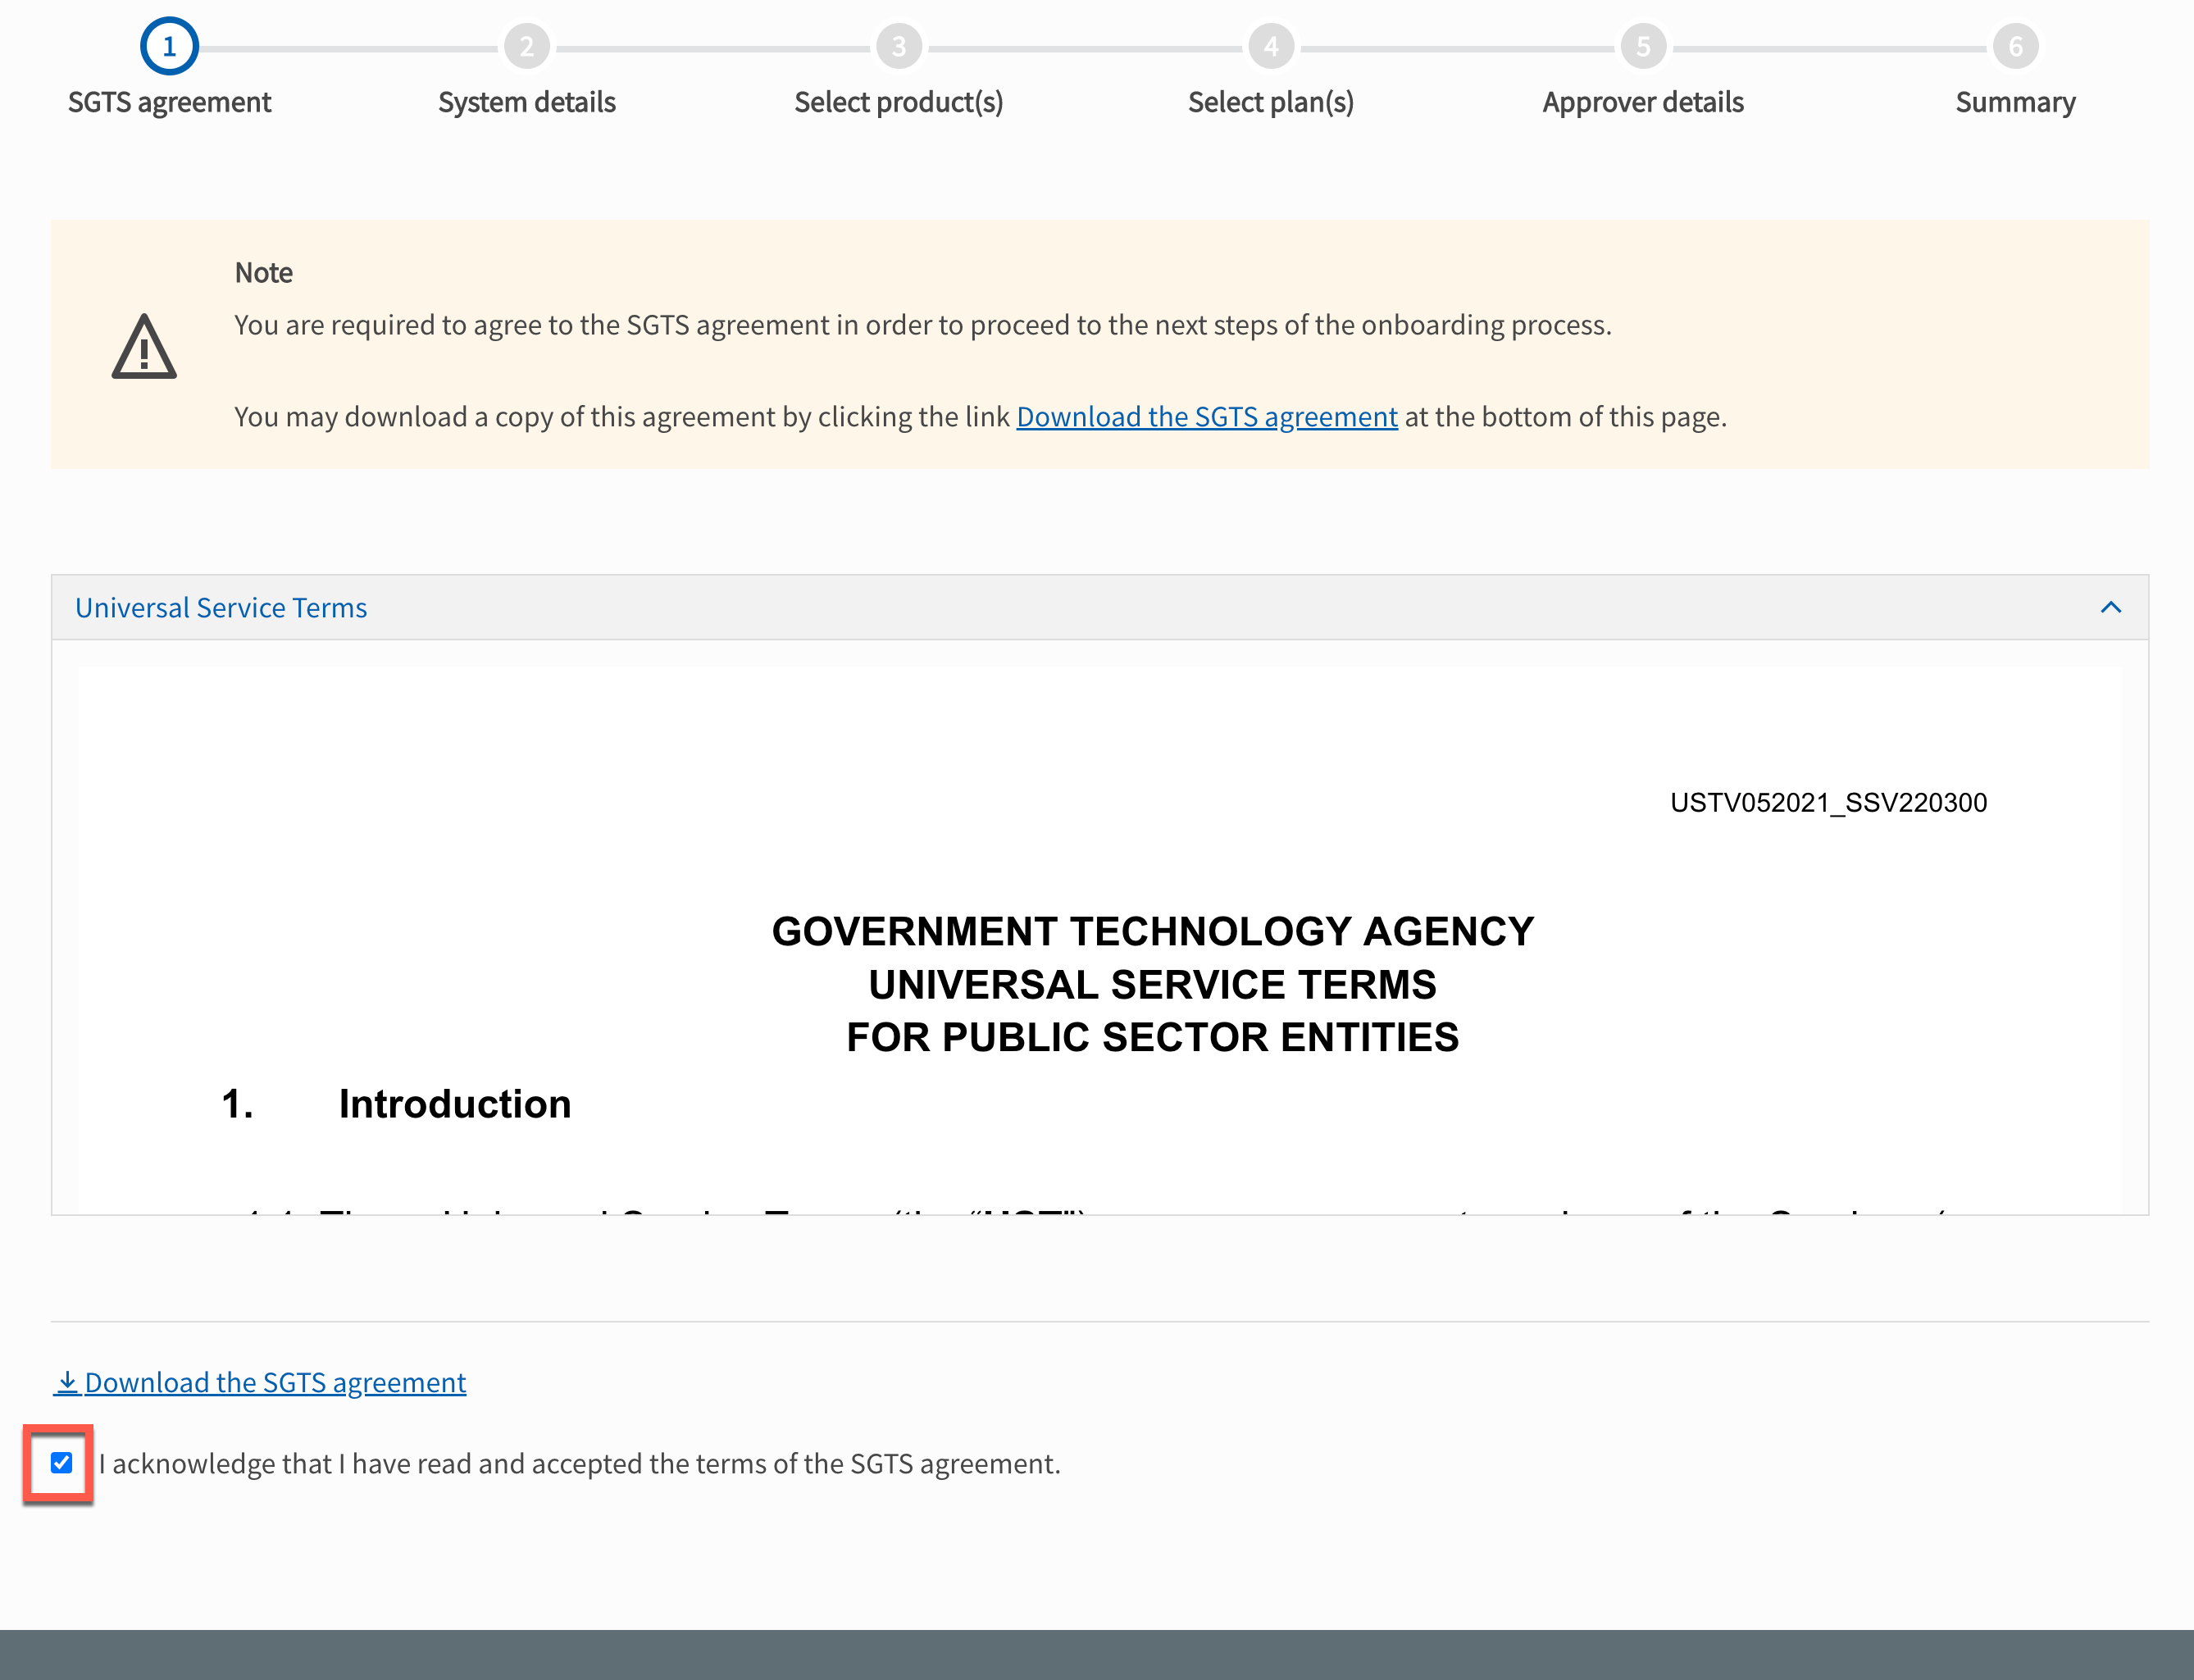 1 2 3 4 5 6
SGTS agreement System details Select product(s) Select plan(s) Approver details Summary
Note
You are required to agree to the SGTS agreement in order to proceed to the next steps of the onboarding process.
You may download a copy of this agreement by clicking the link Download the SGTS agreement at the bottom of this page.
Universal Service Terms
USTV052021_SSV220300
GOVERNMENT TECHNOLOGY AGENCY
UNIVERSAL SERVICE TERMS
FOR PUBLIC SECTOR ENTITIES
1. Introduction
Download the SGTS agreement
I acknowledge that I have read and accepted the terms of the SGTS agreement.